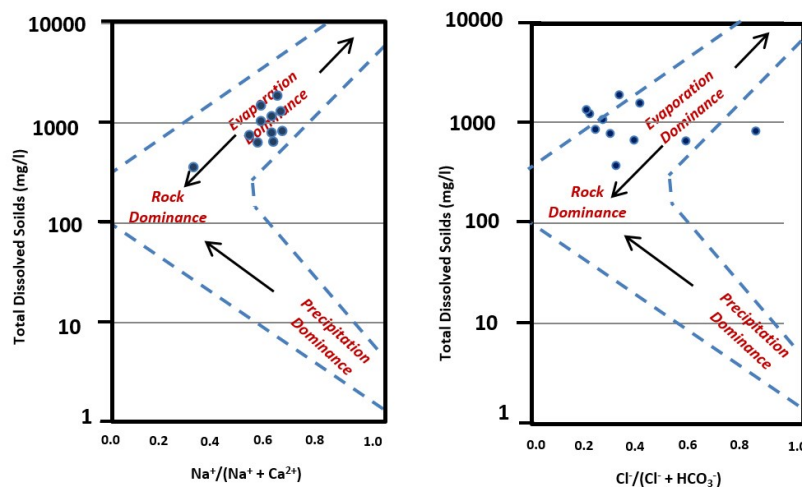 10000
1000
100
10
1
Total Dissolved Soilds (mg/l)
Evaporation
Dominance
Rock
Dominance
Precipitation
Dominance
0.0 0.2 0.4 0.6 0.8 1.0
Na⁺/(Na⁺ + Ca²⁺)
10000
1000
100
10
1
Total Dissolved Soilds (mg/l)
Evaporation
Dominance
Rock
Dominance
Precipitation
Dominance
0.0 0.2 0.4 0.6 0.8 1.0
Cl⁻/(Cl⁻ + HCO₃⁻)